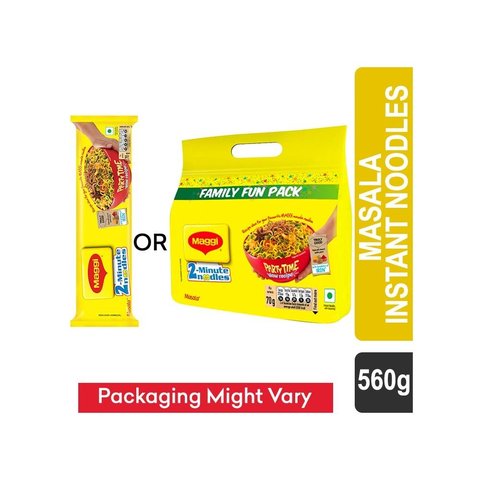 PARTY TIME
Maggi
2-Minute
noodles
OR
FAMILY FUN PACK
Maggi
2-Minute
noodles
Masala
PARTY TIME
70 g
MASALA
INSTANT NOODLES
560g
Packaging Might Vary